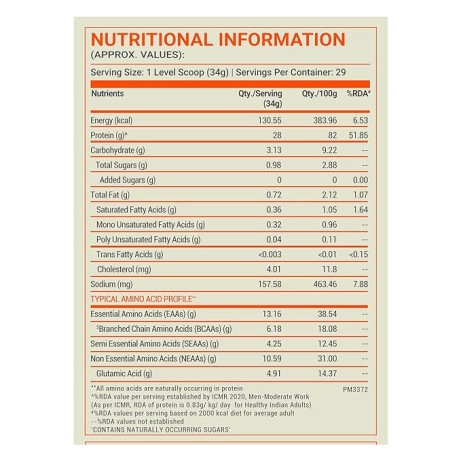 NUTRITIONAL INFORMATION
(APPROX. VALUES):
Serving Size: 1 Level Scoop (34g) | Servings Per Container: 29
Nutrients Qty./Serving (34g) Qty./100g %RDA#
Energy (kcal) 130.55 383.96 6.53
Protein (g)^ 28 82 51.85
Carbohydrate (g) 3.13 9.22 --
Total Sugars (g) 0.98 2.88 --
Added Sugars (g) 0 0 0.00
Total Fat (g) 0.72 2.12 1.07
Saturated Fatty Acids (g) 0.36 1.05 1.64
Mono Unsaturated Fatty Acids (g) 0.32 0.96 --
Poly Unsaturated Fatty Acids (g) 0.04 0.11 --
Trans Fatty Acids (g) <0.003 <0.01 <0.15
Cholesterol (mg) 4.01 11.8 --
Sodium (mg) 157.58 463.46 7.88
TYPICAL AMINO ACID PROFILE**
Essential Amino Acids (EAAs) (g) 13.16 38.54 --
$Branched Chain Amino Acids (BCAAs) (g) 6.18 18.08 --
Semi Essential Amino Acids (SEAAs) (g) 4.25 12.45 --
Non Essential Amino Acids (NEAAs) (g) 10.59 31.00 --
Glutamic Acid (g) 4.91 14.37 --
**All amino acids are naturally occurring in protein PM3372
^%RDA value per serving established by ICMR 2020, Men-Moderate Work
(As per ICMR, RDA of protein is 0.83g/ kg/ day for Healthy Indian Adults)
#%RDA values per serving based on 2000 kcal diet for average adult
--%RDA not established
'CONTAINS NATURALLY OCCURRING SUGARS'